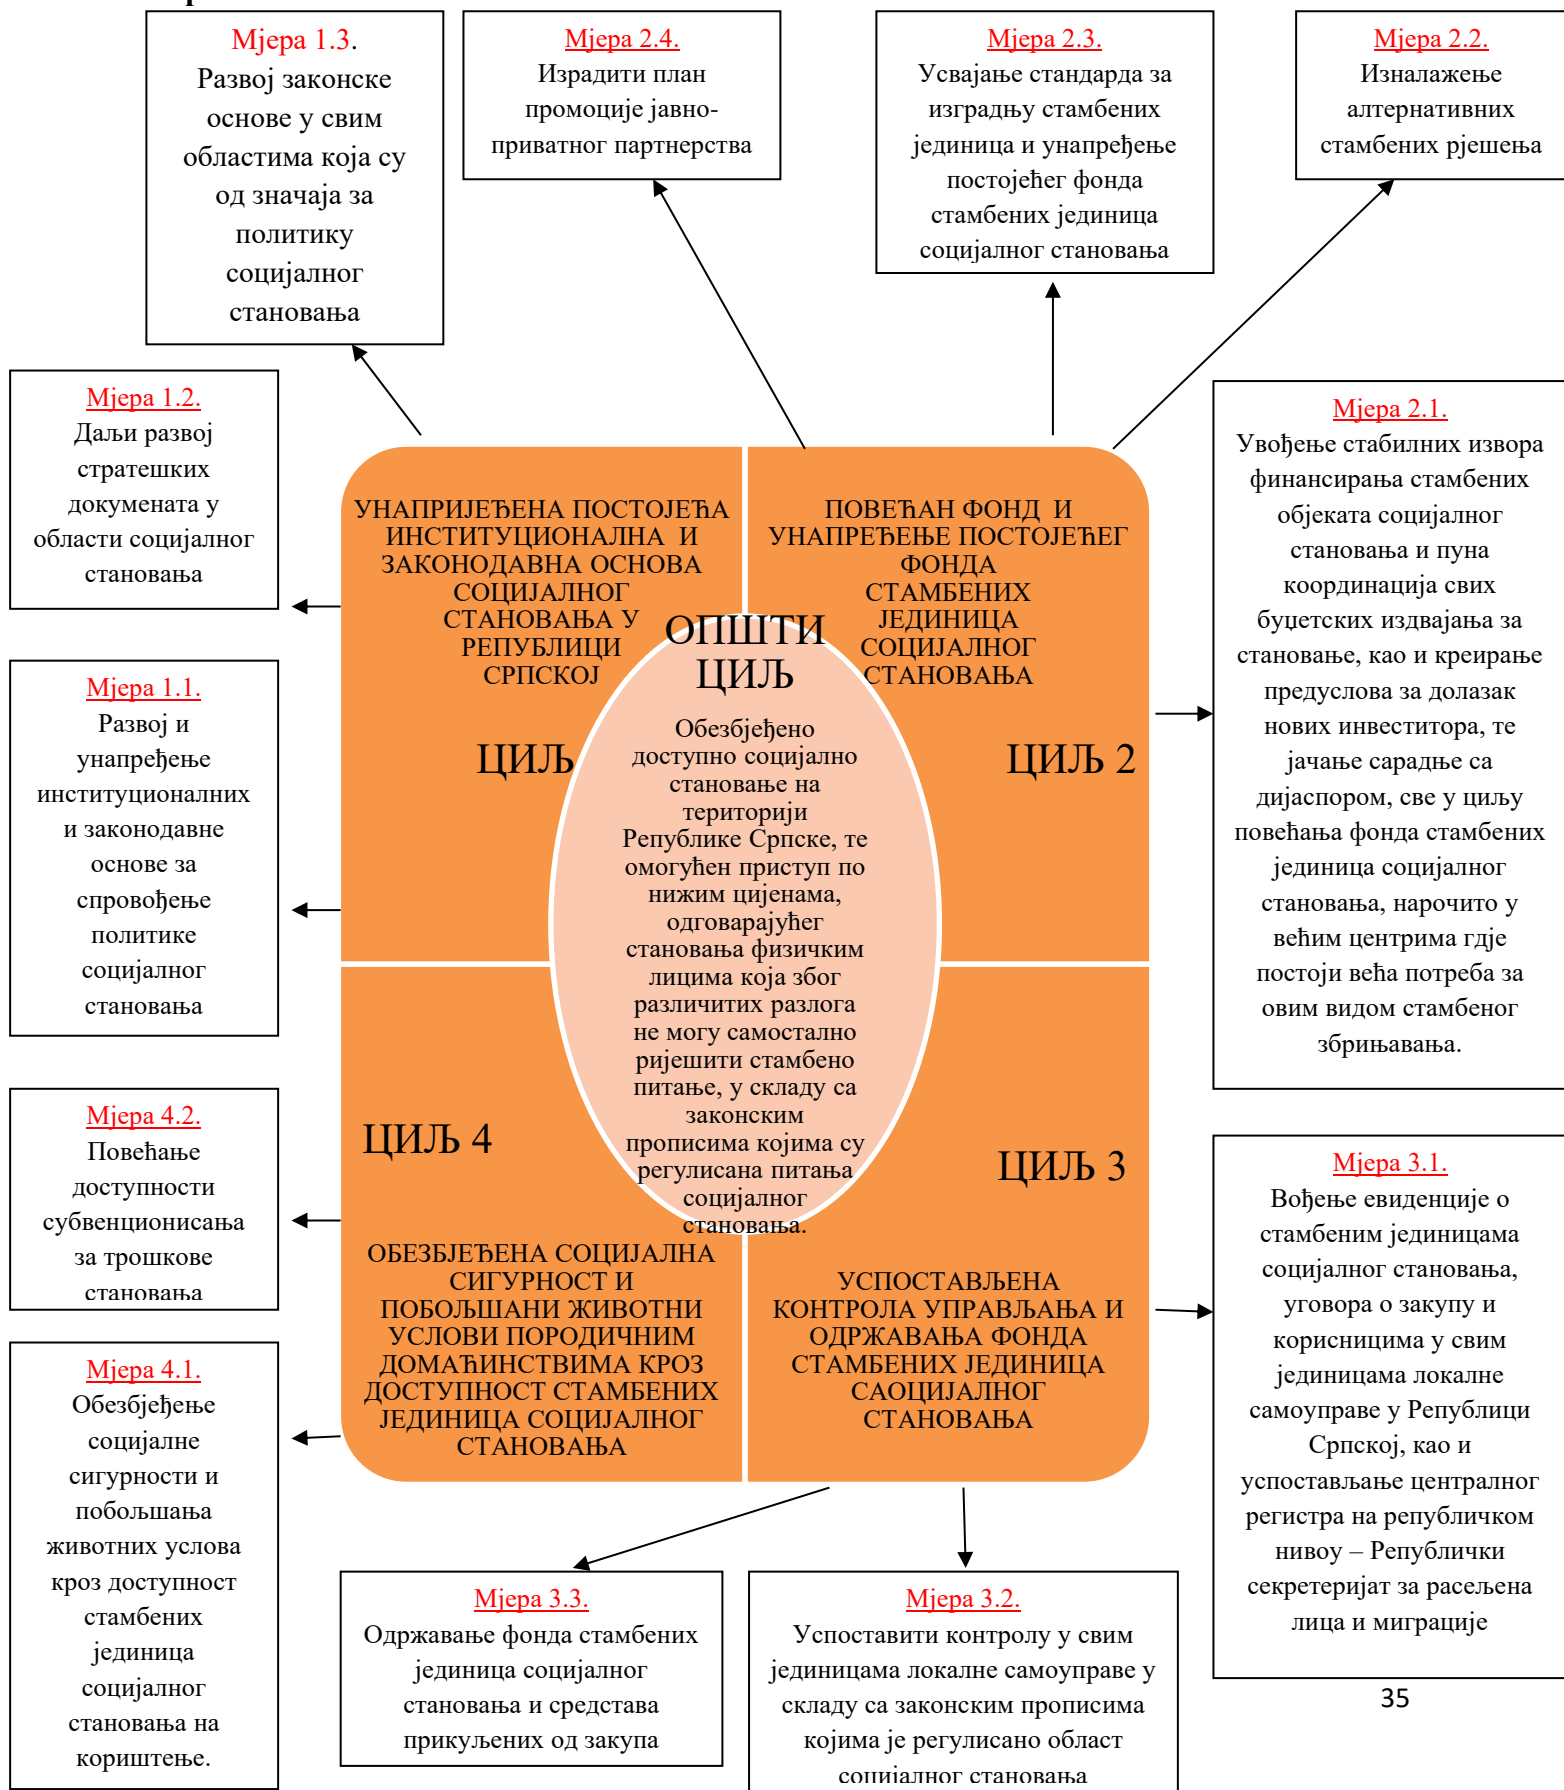 Мјера 1.3.
Развој законске
основе у свим
областима која су
од значаја за
политику
социјалног
становања
Мјера 2.4.
Израдити план
промоције јавно-
приватног партнерства
Мјера 2.3.
Усвајање стандарда за
изградњу стамбених
јединица и унапређење
постојећег фонда
стамбених јединица
социјалног становања
Мјера 2.2.
Изналажење
алтернативних
стамбених рјешења
Мјера 1.2.
Даљи развој
стратешких
докумената у
области социјалног
становања
Мјера 1.1.
Развој и
унапређење
институционалних
и законодавне
основе за
спровођење
политике
социјалног
становања
Мјера 4.2.
Повећање
доступности
субвенционисања
за трошкове
становања
Мјера 4.1.
Обезбјеђење
социјалне
сигурности и
побољшања
животних услова
кроз доступност
стамбених
јединица
социјалног
становања на
кориштење.
УНАПРИЈЕЂЕНА ПОСТОЈЕЋА
ИНСТИТУЦИОНАЛНА И
ЗАКОНОДАВНА ОСНОВА
СОЦИЈАЛНОГ
СТАНОВАЊА У
РЕПУБЛИЦИ
СРПСКОЈ
ЦИЉ
ПОВЕЋАН ФОНД И
УНАПРЕЂЕЊЕ ПОСТОЈЕЋЕГ
ФОНДА
СТАМБЕНИХ
ЈЕДИНИЦА
СОЦИЈАЛНОГ
СТАНОВАЊА
ЦИЉ 2
ОПШТИ
ЦИЉ
Обезбјеђено
доступно социјално
становање на
територији
Републике Српске, те
омогућен приступ по
нижим цијенама,
одговарајућег
становања физичким
лицима која због
различитих разлога
не могу самостално
ријешити стамбено
питање, у складу са
законским
прописима којима су
регулисана питања
социјалног
становања.
ЦИЉ 4
ОБЕЗБЈЕЂЕНА СОЦИЈАЛНА
СИГУРНОСТ И
ПОБОЉШАНИ ЖИВОТНИ
УСЛОВИ ПОРОДИЧНИМ
ДОМАЋИНСТВИМА КРОЗ
ДОСТУПНОСТ СТАМБЕНИХ
ЈЕДИНИЦА СОЦИЈАЛНОГ
СТАНОВАЊА
ЦИЉ 3
УСПОСТАВЉЕНА
КОНТРОЛА УПРАВЉАЊА И
ОДРЖАВАЊА ФОНДА
СТАМБЕНИХ ЈЕДИНИЦА
САОЦИЈАЛНОГ
СТАНОВАЊА
Мјера 2.1.
Увођење стабилних извора
финансирања стамбених
објеката социјалног
становања и пуна
координација свих
буџетских издвајања за
становање, као и креирање
предуслова за долазак
нових инвеститора, те
јачање сарадње са
дијаспором, све у циљу
повећања фонда стамбених
јединица социјалног
становања, нарочито у
већим центрима гдје
постоји већа потреба за
овим видом стамбеног
збрињавања.
Мјера 3.1.
Вођење евиденције о
стамбеним јединицама
социјалног становања,
уговора о закупу и
корисницима у свим
јединицама локалне
самоуправе у Републици
Српској, као и
успостављање централног
регистра на републичком
нивоу – Републички
секретеријат за расељена
лица и миграције
Мјера 3.3.
Одржавање фонда стамбених
јединица социјалног
становања и средстава
прикуљених од закупа
Мјера 3.2.
Успоставити контролу у свим
јединицама локалне самоуправе у
складу са законским прописима
којима је регулисано област
социјалног становања
35